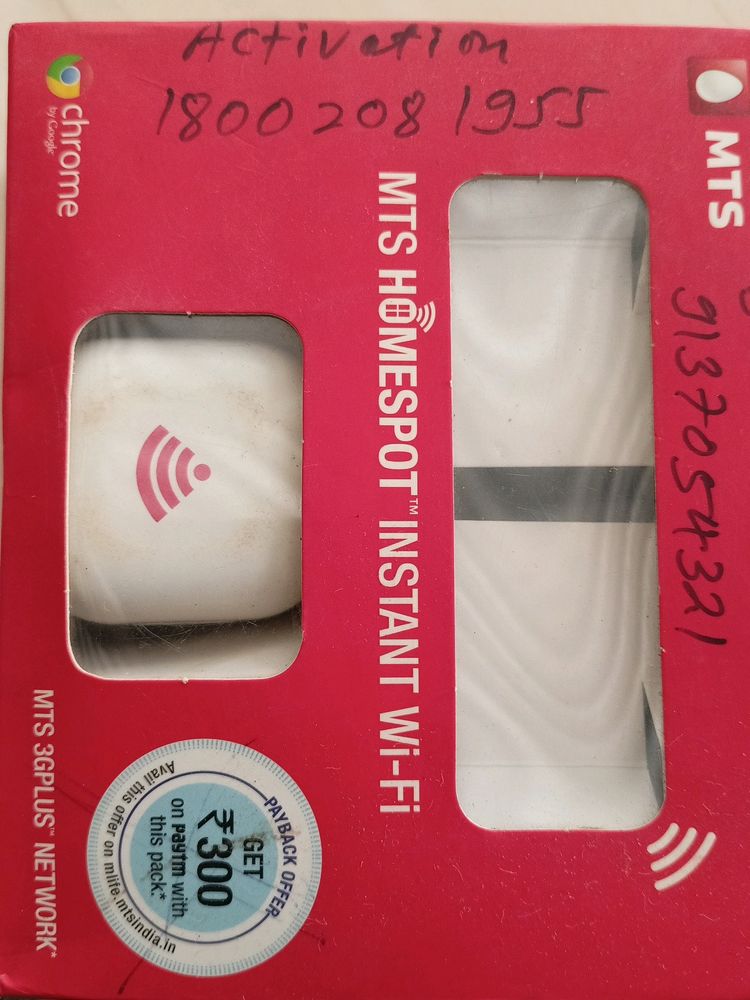 Activation
1800 208 1955
chrome
by Google
MTS
9137054321
MTS HOMESPOT™ INSTANT Wi-Fi
PAYBACK OFFER
GET
₹300
on Paytm with
this pack.*
Avail this offer on mlife.mtsindia.in
MTS 3GPLUS™ NETWORK*